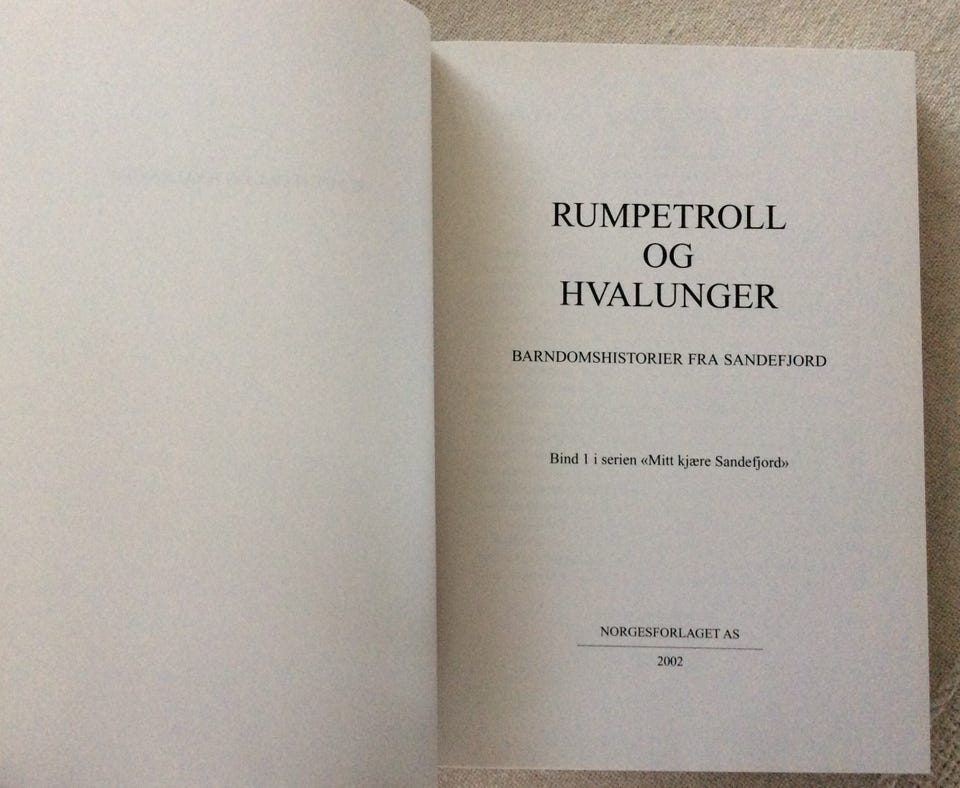 RUMPETROLL
OG
HVALUNGER
BARNDOMSHISTORIER FRA SANDEFJORD
Bind 1 i serien «Mitt kjære Sandefjord»
NORGESFORLAGET AS
2002